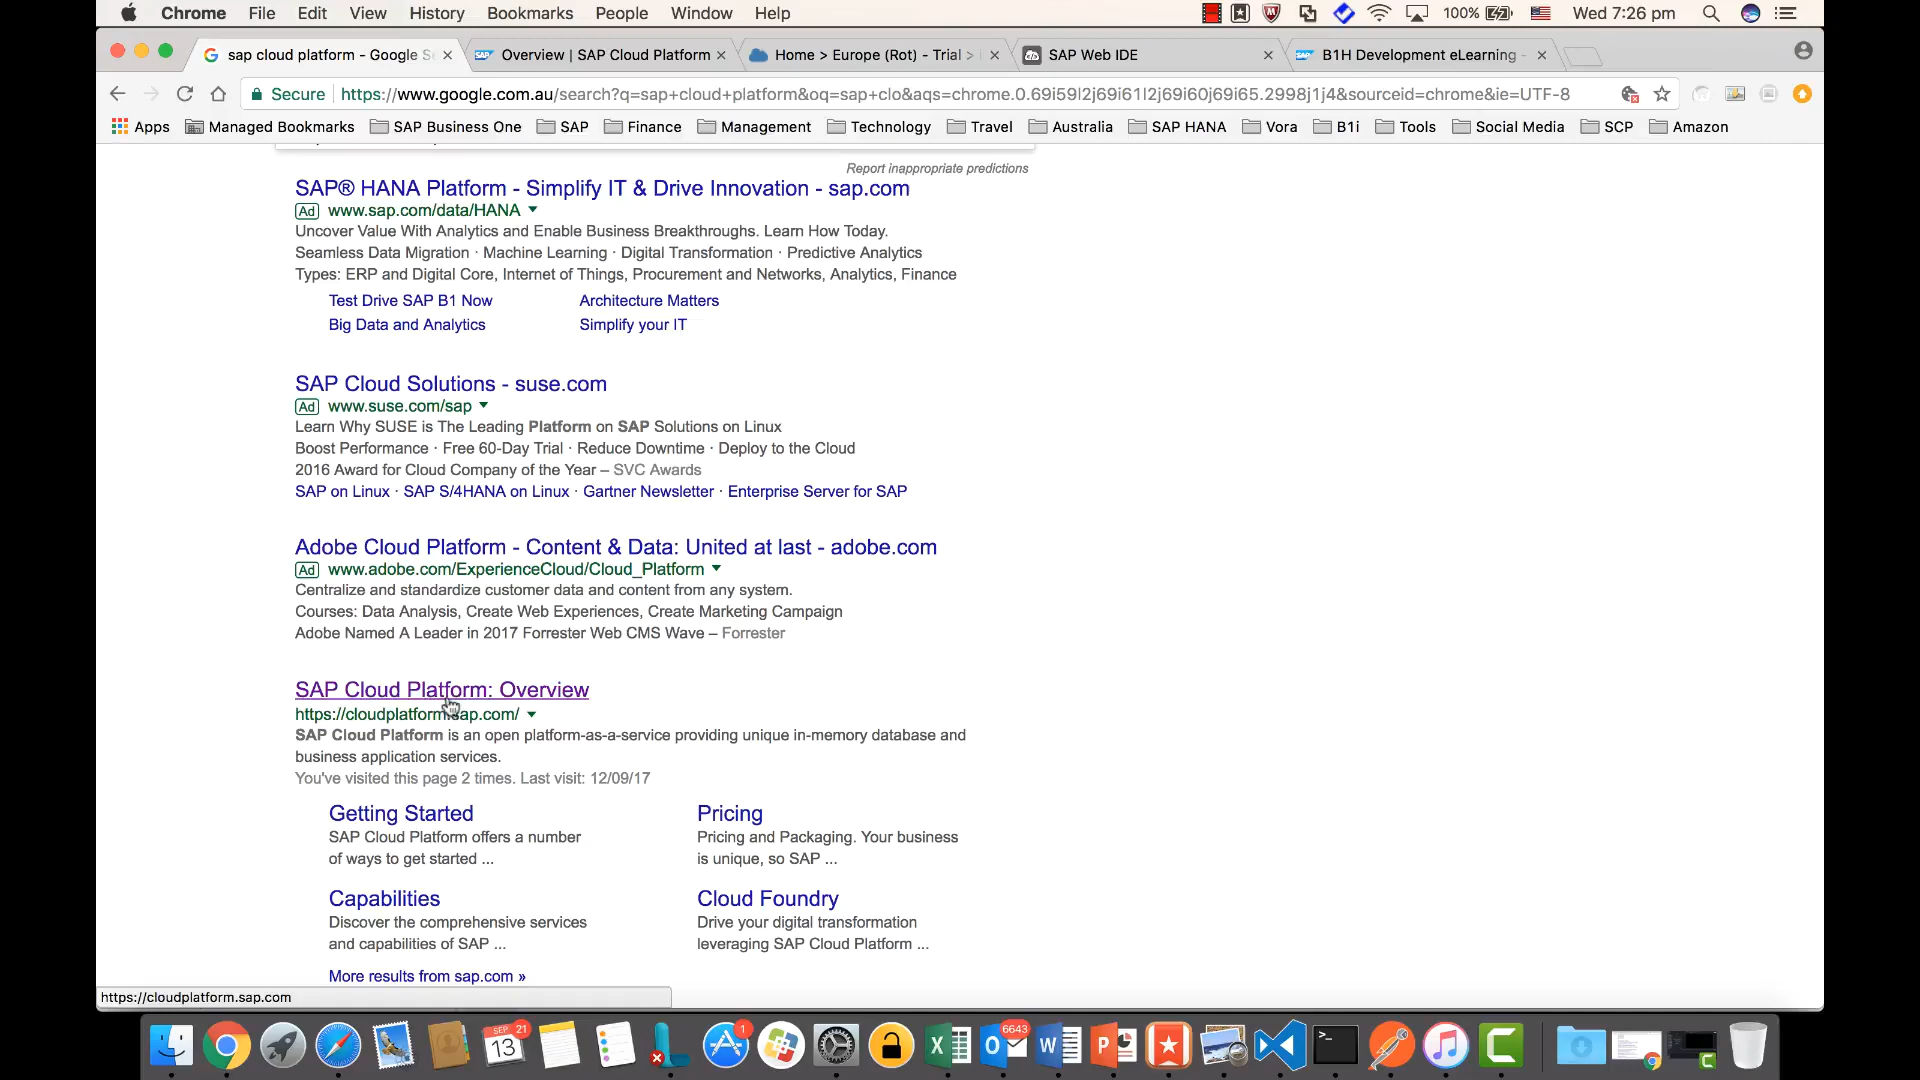 Chrome File Edit View History Bookmarks People Window Help 100% Wed 7:26 pm
sap cloud platform - Google S Overview | SAP Cloud Platform Home > Europe (Rot) - Trial > SAP Web IDE B1H Development eLearning -
Secure https://www.google.com.au/search?q=sap+cloud+platform&oq=sap+clo&aqs=chrome.0.69i59l2j69i61l2j69i60j69i65.2998j1j4&sourceid=chrome&ie=UTF-8
Apps Managed Bookmarks SAP Business One SAP Finance Management Technology Travel Australia SAP HANA Vora B1i Tools Social Media SCP Amazon
Report inappropriate predictions
SAP® HANA Platform - Simplify IT & Drive Innovation - sap.com
Ad www.sap.com/data/HANA
Uncover Value With Analytics and Enable Business Breakthroughs. Learn How Today.
Seamless Data Migration · Machine Learning · Digital Transformation · Predictive Analytics
Types: ERP and Digital Core, Internet of Things, Procurement and Networks, Analytics, Finance
Test Drive SAP B1 Now Architecture Matters
Big Data and Analytics Simplify your IT
SAP Cloud Solutions - suse.com
Ad www.suse.com/sap
Learn Why SUSE is The Leading Platform on SAP Solutions on Linux
Boost Performance · Free 60-Day Trial · Reduce Downtime · Deploy to the Cloud
2016 Award for Cloud Company of the Year – SVC Awards
SAP on Linux · SAP S/4HANA on Linux · Gartner Newsletter · Enterprise Server for SAP
Adobe Cloud Platform - Content & Data: United at last - adobe.com
Ad www.adobe.com/ExperienceCloud/Cloud_Platform
Centralize and standardize customer data and content from any system.
Courses: Data Analysis, Create Web Experiences, Create Marketing Campaign
Adobe Named A Leader in 2017 Forrester Web CMS Wave – Forrester
SAP Cloud Platform: Overview
https://cloudplatform.sap.com/
SAP Cloud Platform is an open platform-as-a-service providing unique in-memory database and
business application services.
You've visited this page 2 times. Last visit: 12/09/17
Getting Started Pricing
SAP Cloud Platform offers a number Pricing and Packaging. Your business
of ways to get started ... is unique, so SAP ...
Capabilities Cloud Foundry
Discover the comprehensive services Drive your digital transformation
and capabilities of SAP ... leveraging SAP Cloud Platform ...
More results from sap.com »
https://cloudplatform.sap.com
SEP 21 13 1 6643